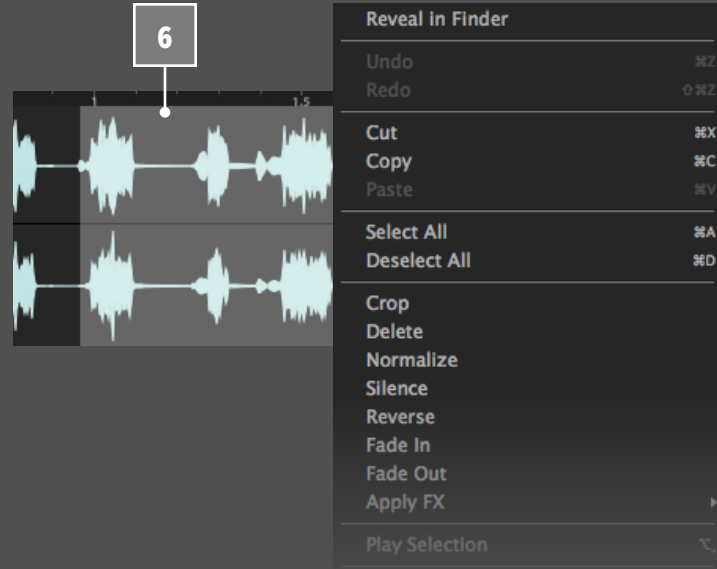 6
1
1.5
Reveal in Finder
Undo ⌘Z
Redo ⇧⌘Z
Cut ⌘X
Copy ⌘C
Paste ⌘V
Select All ⌘A
Deselect All ⌘D
Crop
Delete
Normalize
Silence
Reverse
Fade In
Fade Out
Apply FX
Play Selection ⌥